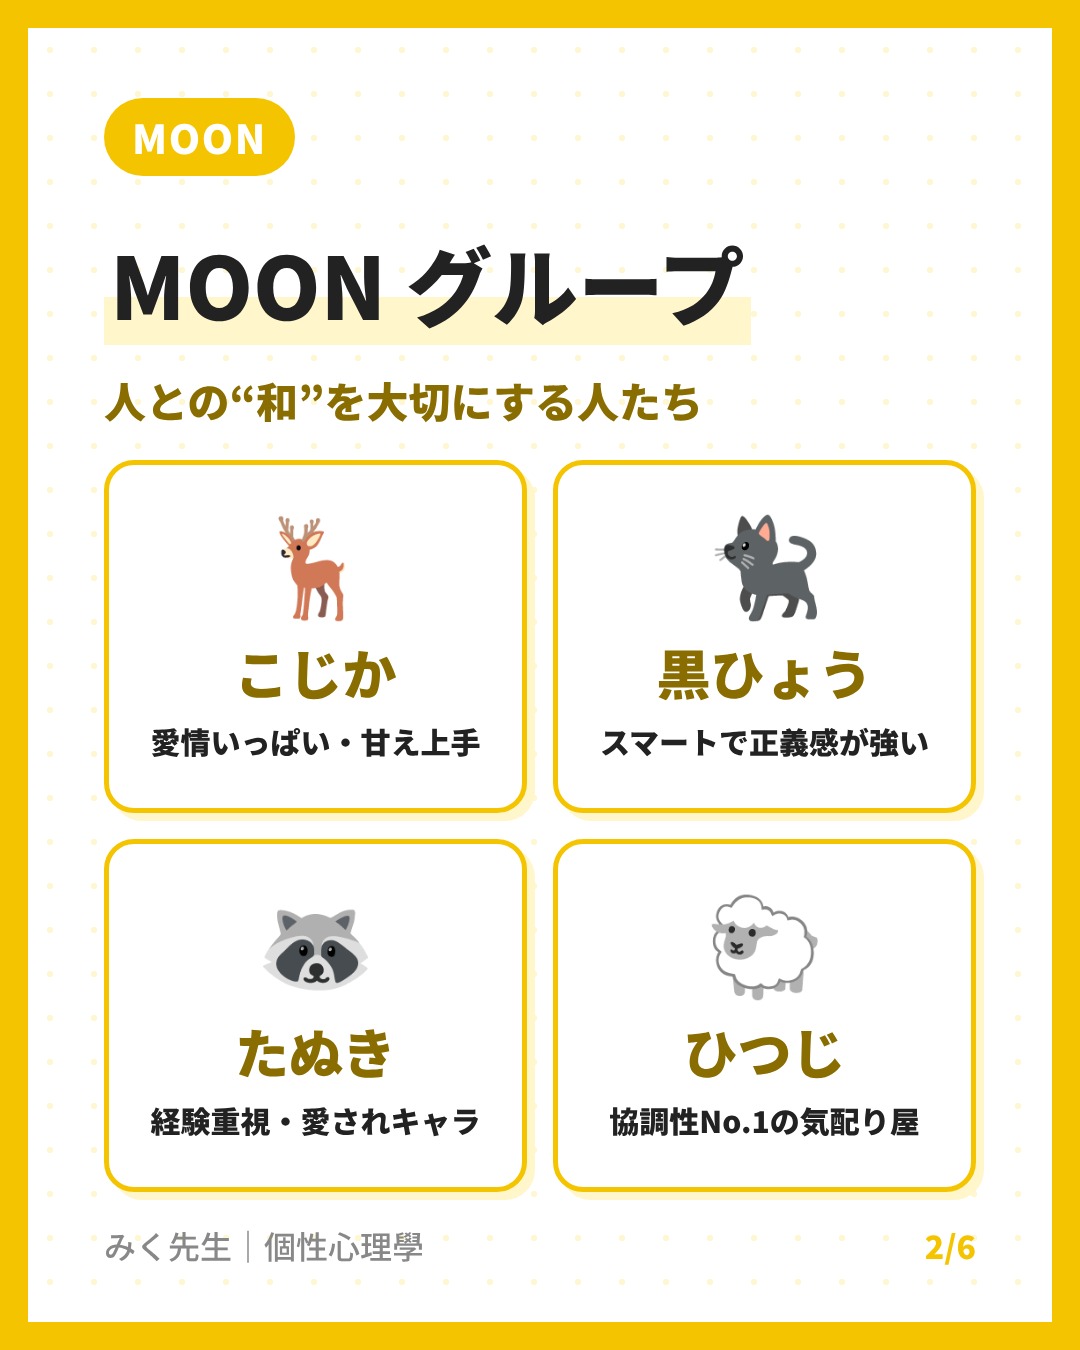 MOON
MOON グループ
人との“和”を大切にする人たち
こじか
愛情いっぱい・甘え上手
黒ひょう
スマートで正義感が強い
たぬき
経験重視・愛されキャラ
ひつじ
協調性No.1の気配り屋
みく先生｜個性心理學
2/6